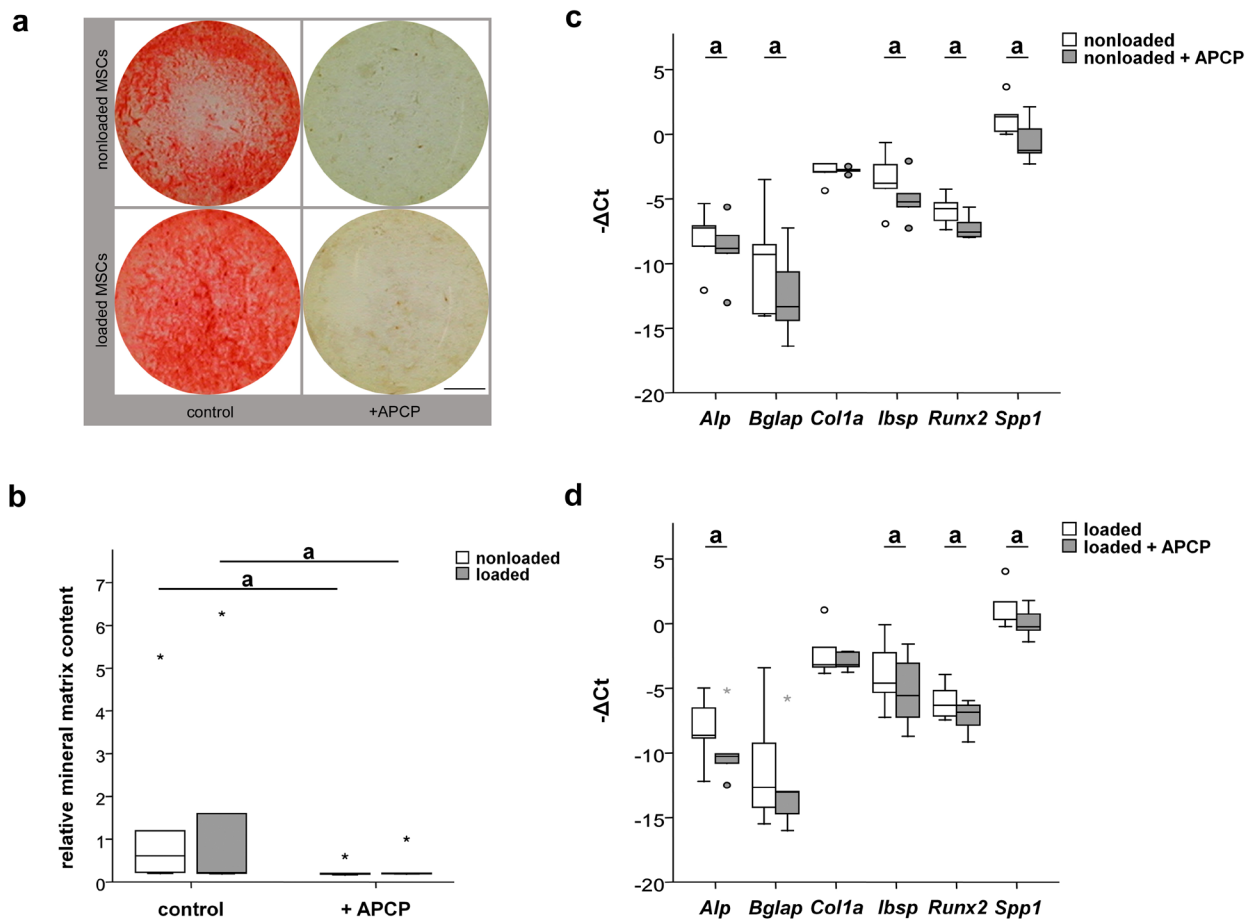 a
nonloaded MSCs
loaded MSCs
control
+APCP
b
relative mineral matrix content
7
6
5
4
3
2
1
0
a
a
nonloaded
loaded
*
*
*
*
control
+ APCP
c
nonloaded
nonloaded + APCP
a a a a a
-ΔCt
5
0
-5
-10
-15
-20
Alp Bglap Col1a Ibsp Runx2 Spp1
d
loaded
loaded + APCP
a a a a
-ΔCt
5
0
-5
-10
-15
-20
*
*
Alp Bglap Col1a Ibsp Runx2 Spp1